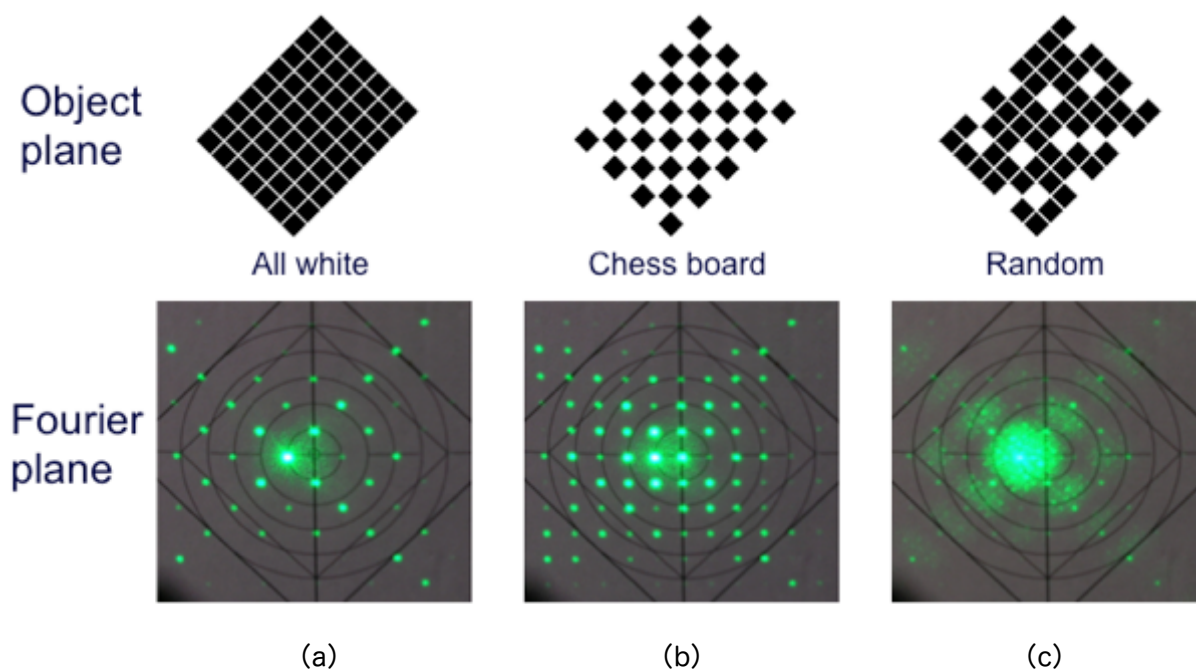 Object
plane
All white
Chess board
Random
Fourier
plane
(a)
(b)
(c)